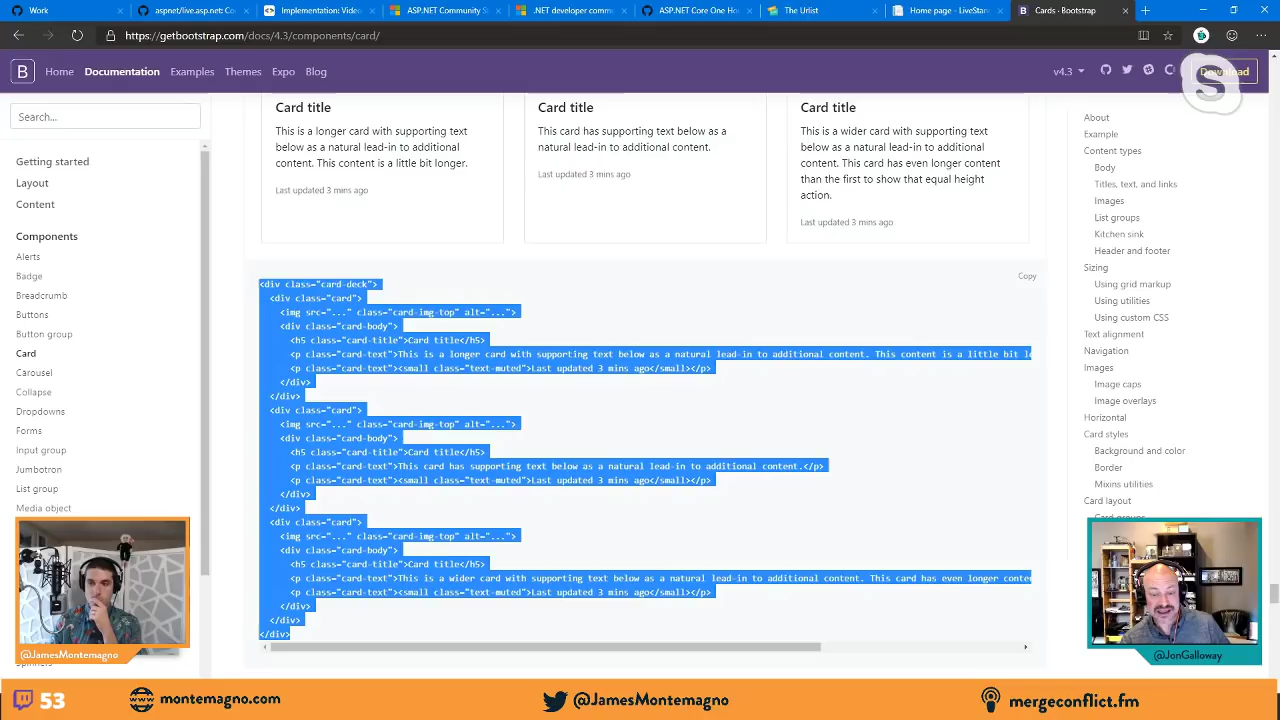 Work
aspnet/live.asp.net: Co
Implementation: Video
ASP.NET Community S
.NET developer comm
ASP.NET Core One Ho
The Urlist
Home page - LiveStan
Cards · Bootstrap
https://getbootstrap.com/docs/4.3/components/card/
B
Home
Documentation
Examples
Themes
Expo
Blog
v4.3
Download
Search...
Getting started
Layout
Content
Components
Alerts
Badge
Breadcrumb
Buttons
Button group
Card
Carousel
Collapse
Dropdowns
Forms
Input group
Jumbotron
List group
Media object
Card title
This is a longer card with supporting text
below as a natural lead-in to additional
content. This content is a little bit longer.
Last updated 3 mins ago
Card title
This card has supporting text below as a
natural lead-in to additional content.
Last updated 3 mins ago
Card title
This is a wider card with supporting text
below as a natural lead-in to additional
content. This card has even longer content
than the first to show that equal height
action.
Last updated 3 mins ago
Copy
<div class="card-deck">
<div class="card">
<img src="..." class="card-img-top" alt="...">
<div class="card-body">
<h5 class="card-title">Card title</h5>
<p class="card-text">This is a longer card with supporting text below as a natural lead-in to additional content. This content is a little bit lo
<p class="card-text"><small class="text-muted">Last updated 3 mins ago</small></p>
</div>
</div>
<div class="card">
<img src="..." class="card-img-top" alt="...">
<div class="card-body">
<h5 class="card-title">Card title</h5>
<p class="card-text">This card has supporting text below as a natural lead-in to additional content.</p>
<p class="card-text"><small class="text-muted">Last updated 3 mins ago</small></p>
</div>
</div>
<div class="card">
<img src="..." class="card-img-top" alt="...">
<div class="card-body">
<h5 class="card-title">Card title</h5>
<p class="card-text">This is a wider card with supporting text below as a natural lead-in to additional content. This card has even longer conte
<p class="card-text"><small class="text-muted">Last updated 3 mins ago</small></p>
</div>
</div>
</div>
About
Example
Content types
Body
Titles, text, and links
Images
List groups
Kitchen sink
Header and footer
Sizing
Using grid markup
Using utilities
Using custom CSS
Text alignment
Navigation
Images
Image caps
Image overlays
Horizontal
Card styles
Background and color
Border
Mixins utilities
Card layout
Card groups
@JamesMontemagno
@JonGalloway
53
montemagno.com
@JamesMontemagno
mergeconflict.fm